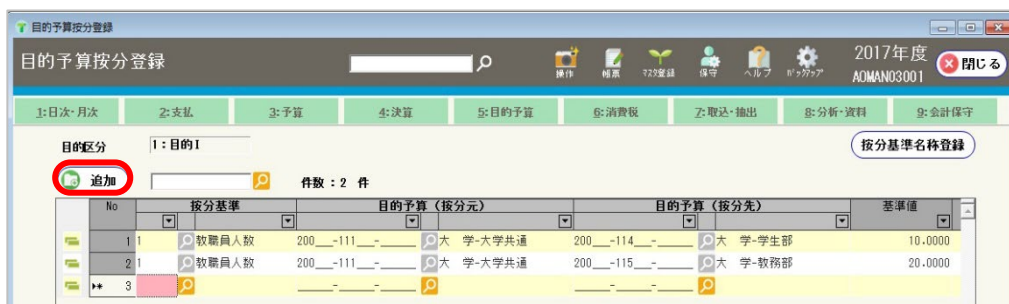 目的予算按分登録
目的予算按分登録 操作 帳票 マスタ登録 保守 ヘルプ ﾊﾞｯｸｱｯﾌﾟ 2017年度 閉じる
AOMAN03001
1:日次・月次 2:支払 3:予算 4:決算 5:目的予算 6:消費税 7:取込・抽出 8:分析・資料 9:会計保守
目的区分 1：目的Ⅰ 按分基準名称登録
追加 件数：2 件
No 按分基準 目的予算（按分元） 目的予算（按分先） 基準値
1 1 教職員人数 200___-111___-______ 大 学-大学共通 200___-114___-______ 大 学-学生部 10.0000
2 1 教職員人数 200___-111___-______ 大 学-大学共通 200___-115___-______ 大 学-教務部 20.0000
3 ______-______-______ ______-______-______